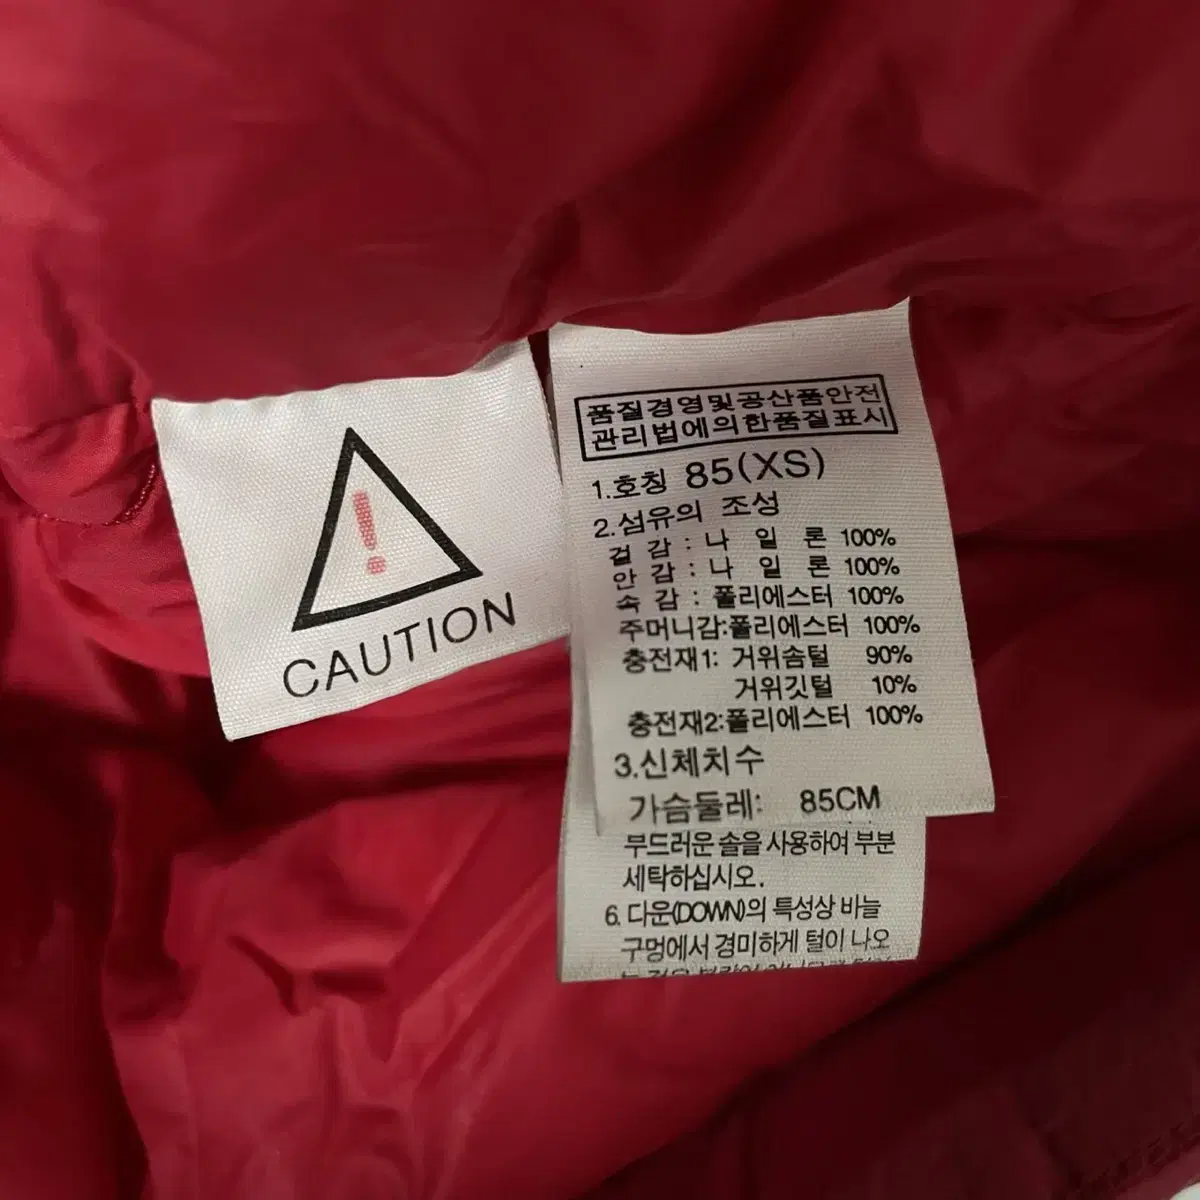 CAUTION
품질경영및공산품안전
관리법에의한품질표시
1.호칭 85(XS)
2.섬유의 조성
겉 감 : 나 일 론 100%
안 감 : 나 일 론 100%
속 감 : 폴리에스터 100%
주머니감:폴리에스터 100%
충전재1: 거위솜털 90%
거위깃털 10%
충전재2:폴리에스터 100%
3.신체치수
가슴둘레: 85CM
무드러운 솔을 사용하여 부분
세탁하십시오.
6. 다운(DOWN)의 특성상 바늘
구멍에서 경미하게 털이 나오